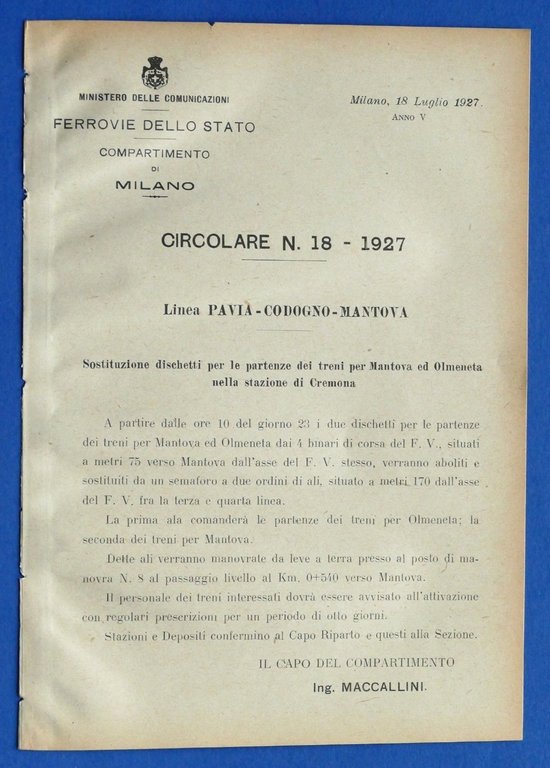 MINISTERO DELLE COMUNICAZIONI
FERROVIE DELLO STATO
COMPARTIMENTO
DI
MILANO
Milano, 18 Luglio 1927.
ANNO V
CIRCOLARE N. 18 - 1927
Linea PAVIA-CODOGNO-MANTOVA
Sostituzione dischetti per le partenze dei treni per Mantova ed Olmeneta
nella stazione di Cremona
A partire dalle ore 10 del giorno 23 i due dischetti per le partenze
dei treni per Mantova ed Olmeneta dai 4 binari di corsa del F. V., situati
a metri 75 verso Mantova dall'asse del F. V. stesso, verranno aboliti e
sostituiti da un semaforo a due ordini di ali, situato a metri 170 dall'asse
del F. V. fra la terza e quarta linea.
La prima ala comanderà le partenze dei treni per Olmeneta; la
seconda dei treni per Mantova.
Dette ali verranno manovrate da leve a terra presso al posto di ma-
novra N. 8 al passaggio livello al Km. 0+540 verso Mantova.
Il personale dei treni interessati dovrà essere avvisato all'attivazione
con regolari prescrizioni per un periodo di otto giorni.
Stazioni e Depositi confermino al Capo Riparto e questi alla Sezione.
IL CAPO DEL COMPARTIMENTO
Ing. MACCALLINI.